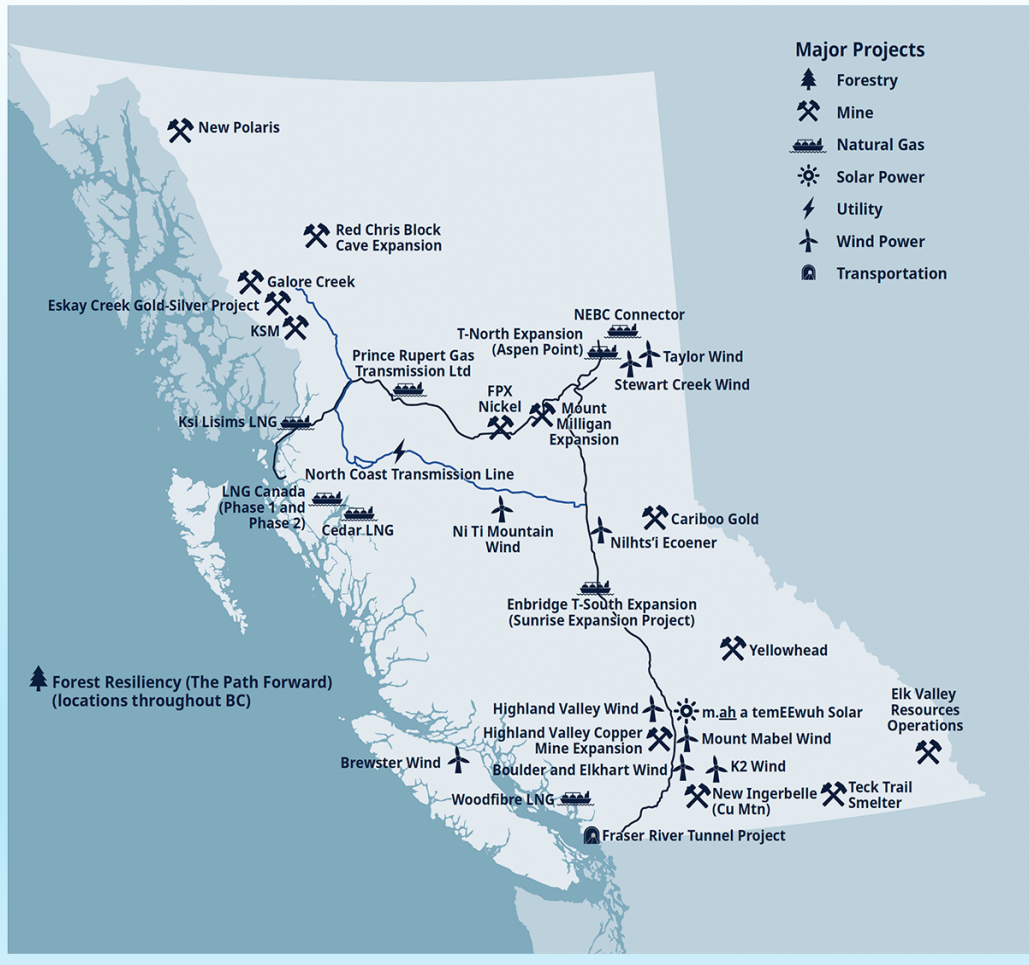 Major Projects
Forestry
Mine
Natural Gas
Solar Power
Utility
Wind Power
Transportation
New Polaris
Red Chris Block
Cave Expansion
Galore Creek
Eskay Creek Gold-Silver Project
KSM
NEBC Connector
T-North Expansion
(Aspen Point)
Taylor Wind
Stewart Creek Wind
Prince Rupert Gas
Transmission Ltd
FPX
Nickel
Mount
Milligan
Expansion
Ksi Lisims LNG
North Coast Transmission Line
LNG Canada
(Phase 1 and
Phase 2)
Cedar LNG
Ni Ti Mountain
Wind
Cariboo Gold
Nilhts'i Ecoener
Enbridge T-South Expansion
(Sunrise Expansion Project)
Yellowhead
Forest Resiliency (The Path Forward)
(locations throughout BC)
Elk Valley
Resources
Operations
Highland Valley Wind
m.ah a temEEwuh Solar
Highland Valley Copper
Mine Expansion
Mount Mabel Wind
Brewster Wind
Boulder and Elkhart Wind
K2 Wind
Woodfibre LNG
New Ingerbelle
(Cu Mtn)
Teck Trail
Smelter
Fraser River Tunnel Project